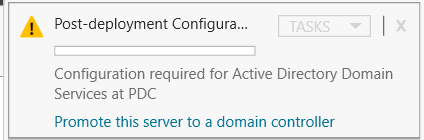 Post-deployment Configura... TASKS X
Configuration required for Active Directory Domain
Services at PDC
Promote this server to a domain controller